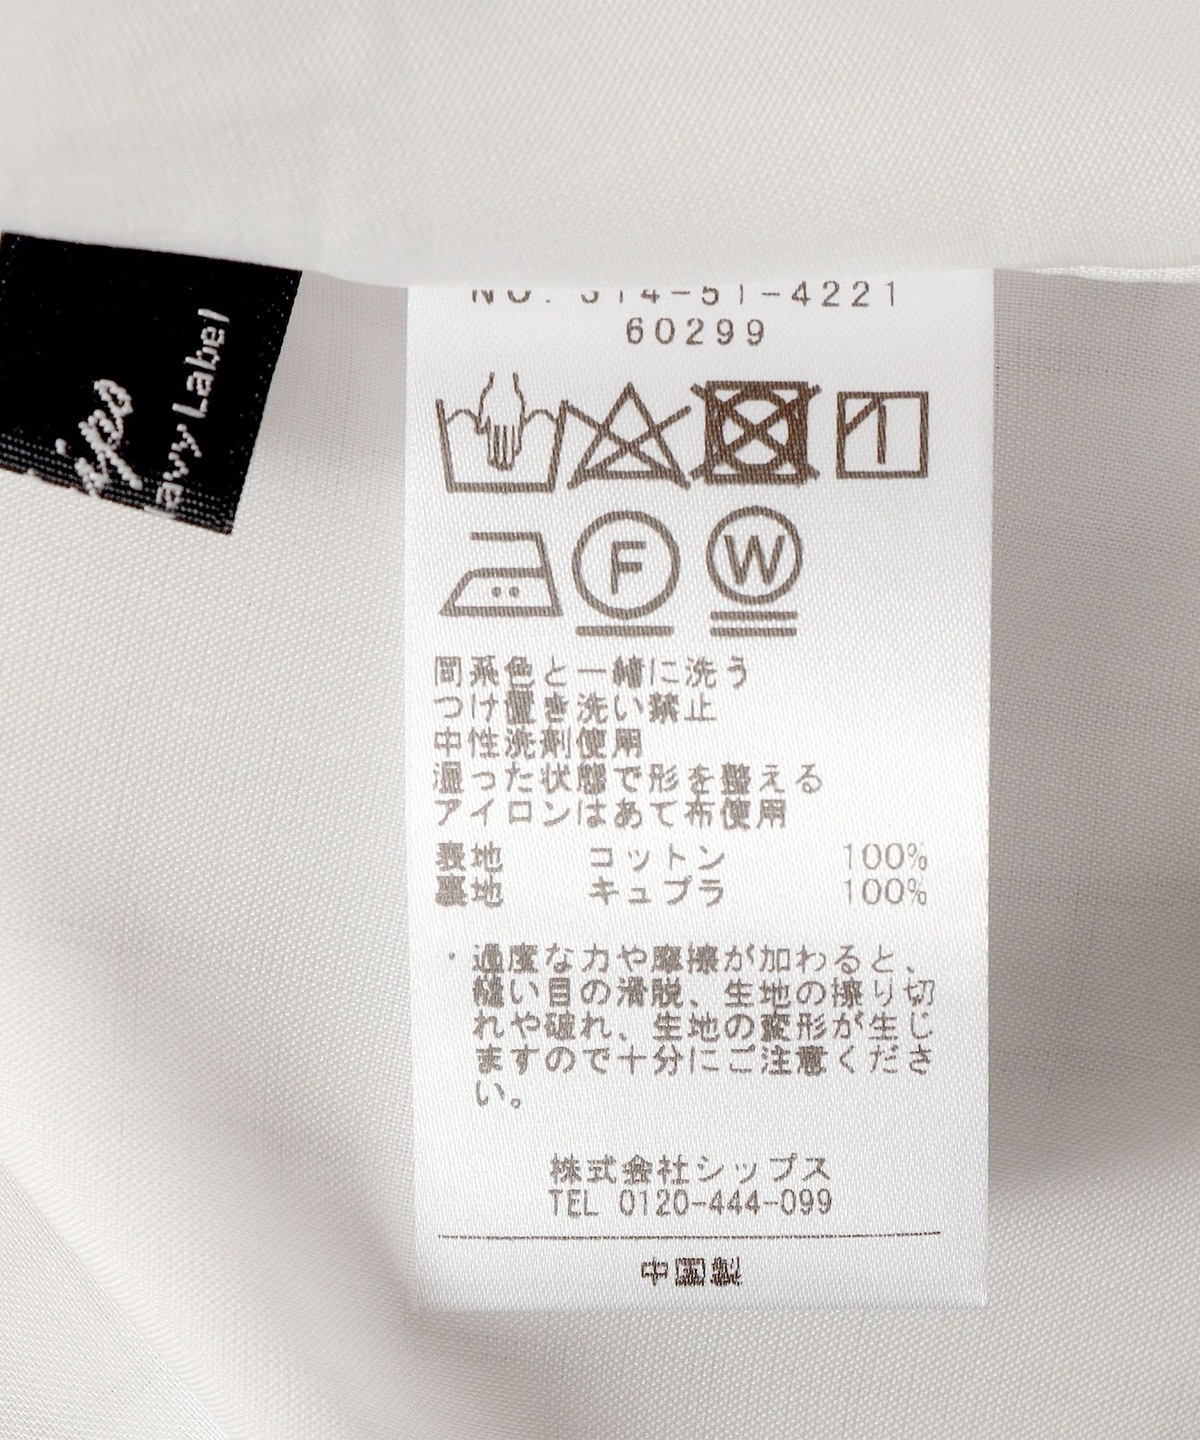 NO. 314-51-4221
60299
F W
同系色と一緒に洗う
つけ置き洗い禁止
中性洗剤使用
湿った状態で形を整える
アイロンはあて布使用
表地 コットン 100%
裏地 キュプラ 100%
・過度な力や摩擦が加わると、
縫い目の滑脱、生地の擦り切
れや破れ、生地の変形が生じ
ますので十分にご注意くださ
い。
株式会社シップス
TEL 0120-444-099
中国製
avy Label